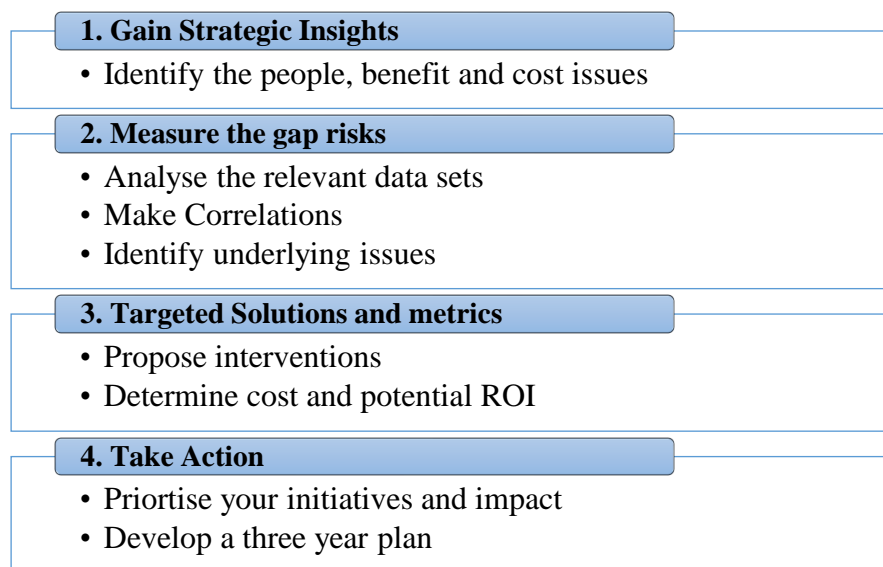 1. Gain Strategic Insights
• Identify the people, benefit and cost issues
2. Measure the gap risks
• Analyse the relevant data sets
• Make Correlations
• Identify underlying issues
3. Targeted Solutions and metrics
• Propose interventions
• Determine cost and potential ROI
4. Take Action
• Priortise your initiatives and impact
• Develop a three year plan